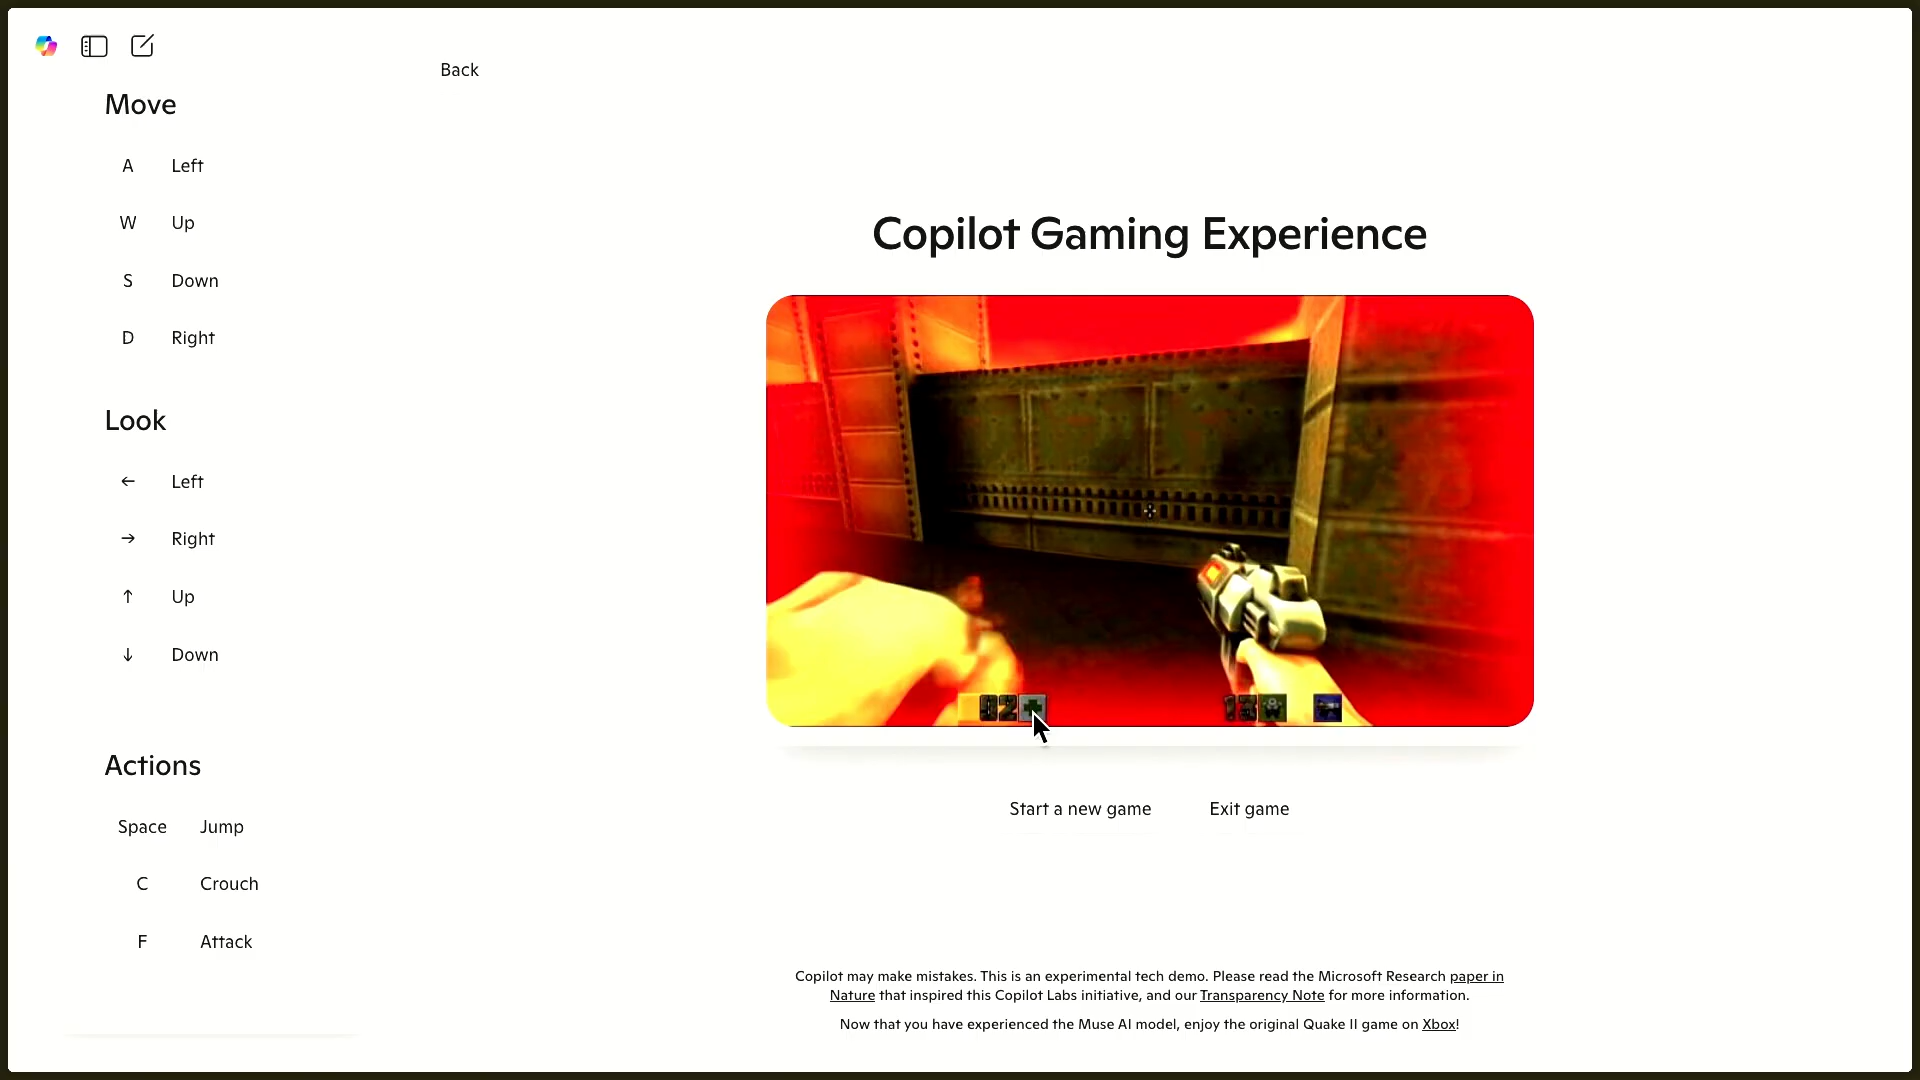 Back
Move
A Left
W Up
S Down
D Right
Look
← Left
→ Right
↑ Up
↓ Down
Actions
Space Jump
C Crouch
F Attack
Copilot Gaming Experience
Start a new game Exit game
Copilot may make mistakes. This is an experimental tech demo. Please read the Microsoft Research paper in
Nature that inspired this Copilot Labs initiative, and our Transparency Note for more information.
Now that you have experienced the Muse AI model, enjoy the original Quake II game on Xbox!